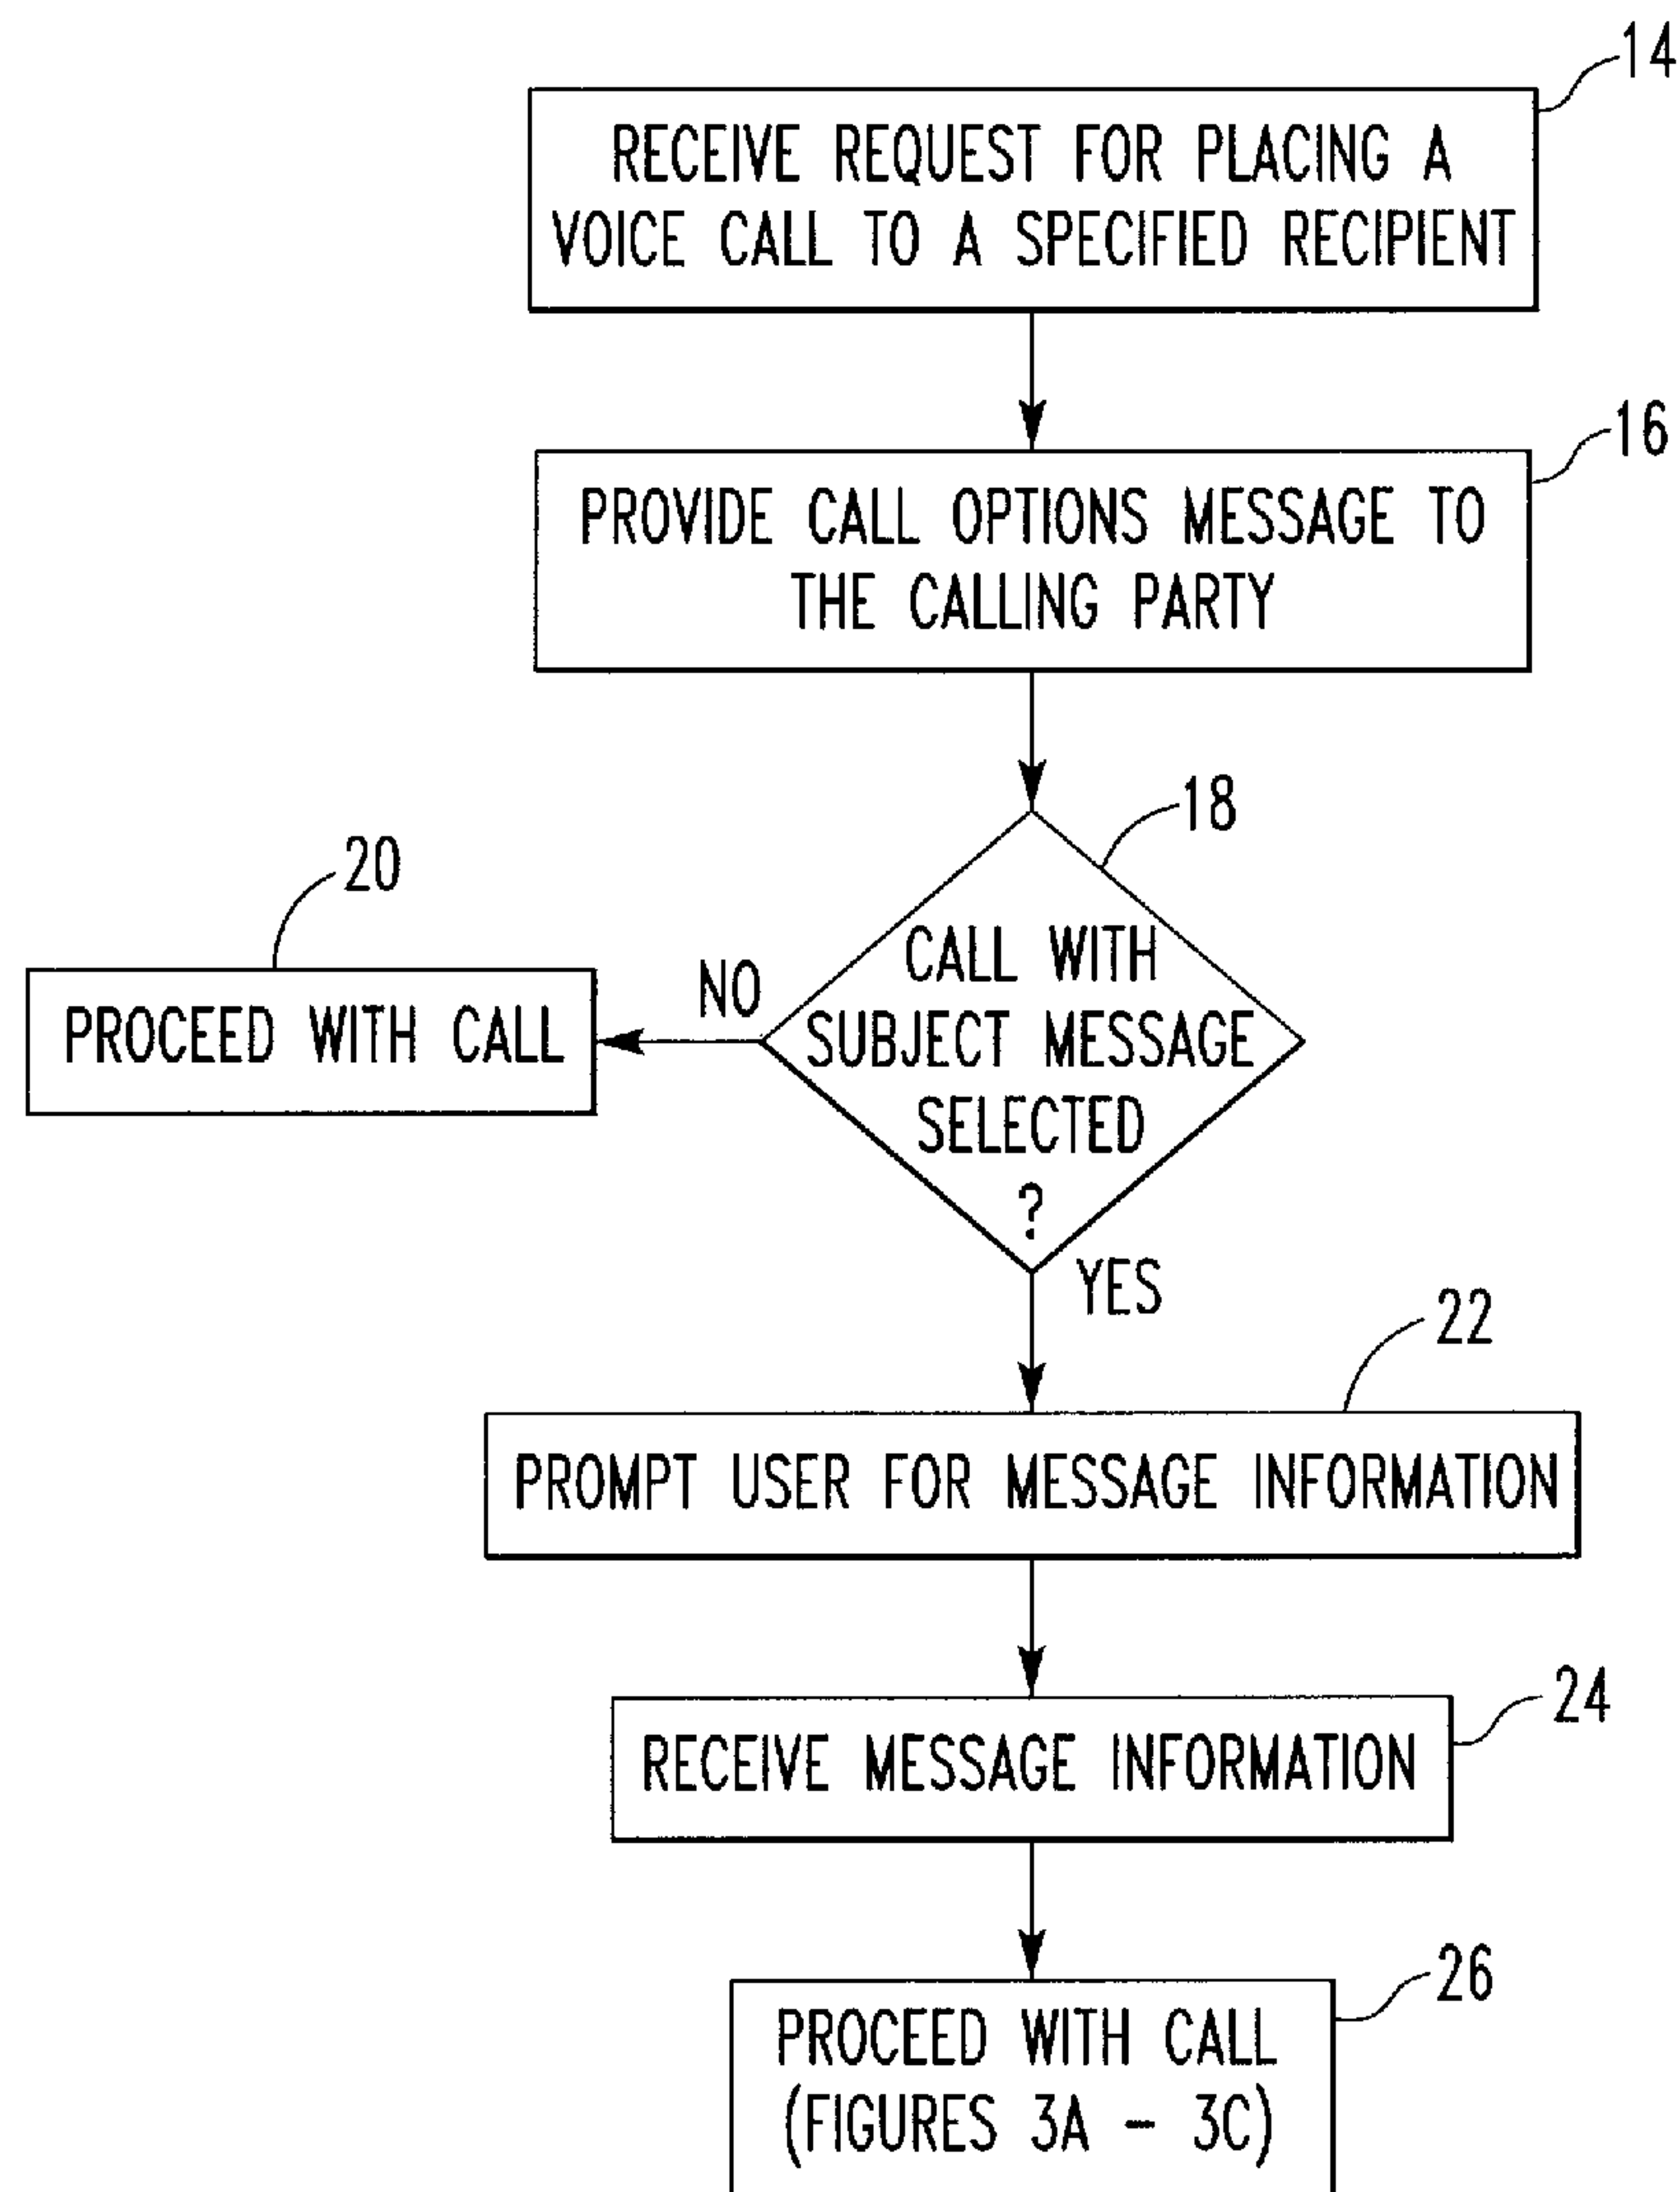 14
RECEIVE REQUEST FOR PLACING A
VOICE CALL TO A SPECIFIED RECIPIENT
16
PROVIDE CALL OPTIONS MESSAGE TO
THE CALLING PARTY
18
CALL WITH
SUBJECT MESSAGE
SELECTED
?
NO
20
PROCEED WITH CALL
YES
22
PROMPT USER FOR MESSAGE INFORMATION
24
RECEIVE MESSAGE INFORMATION
26
PROCEED WITH CALL
(FIGURES 3A - 3C)